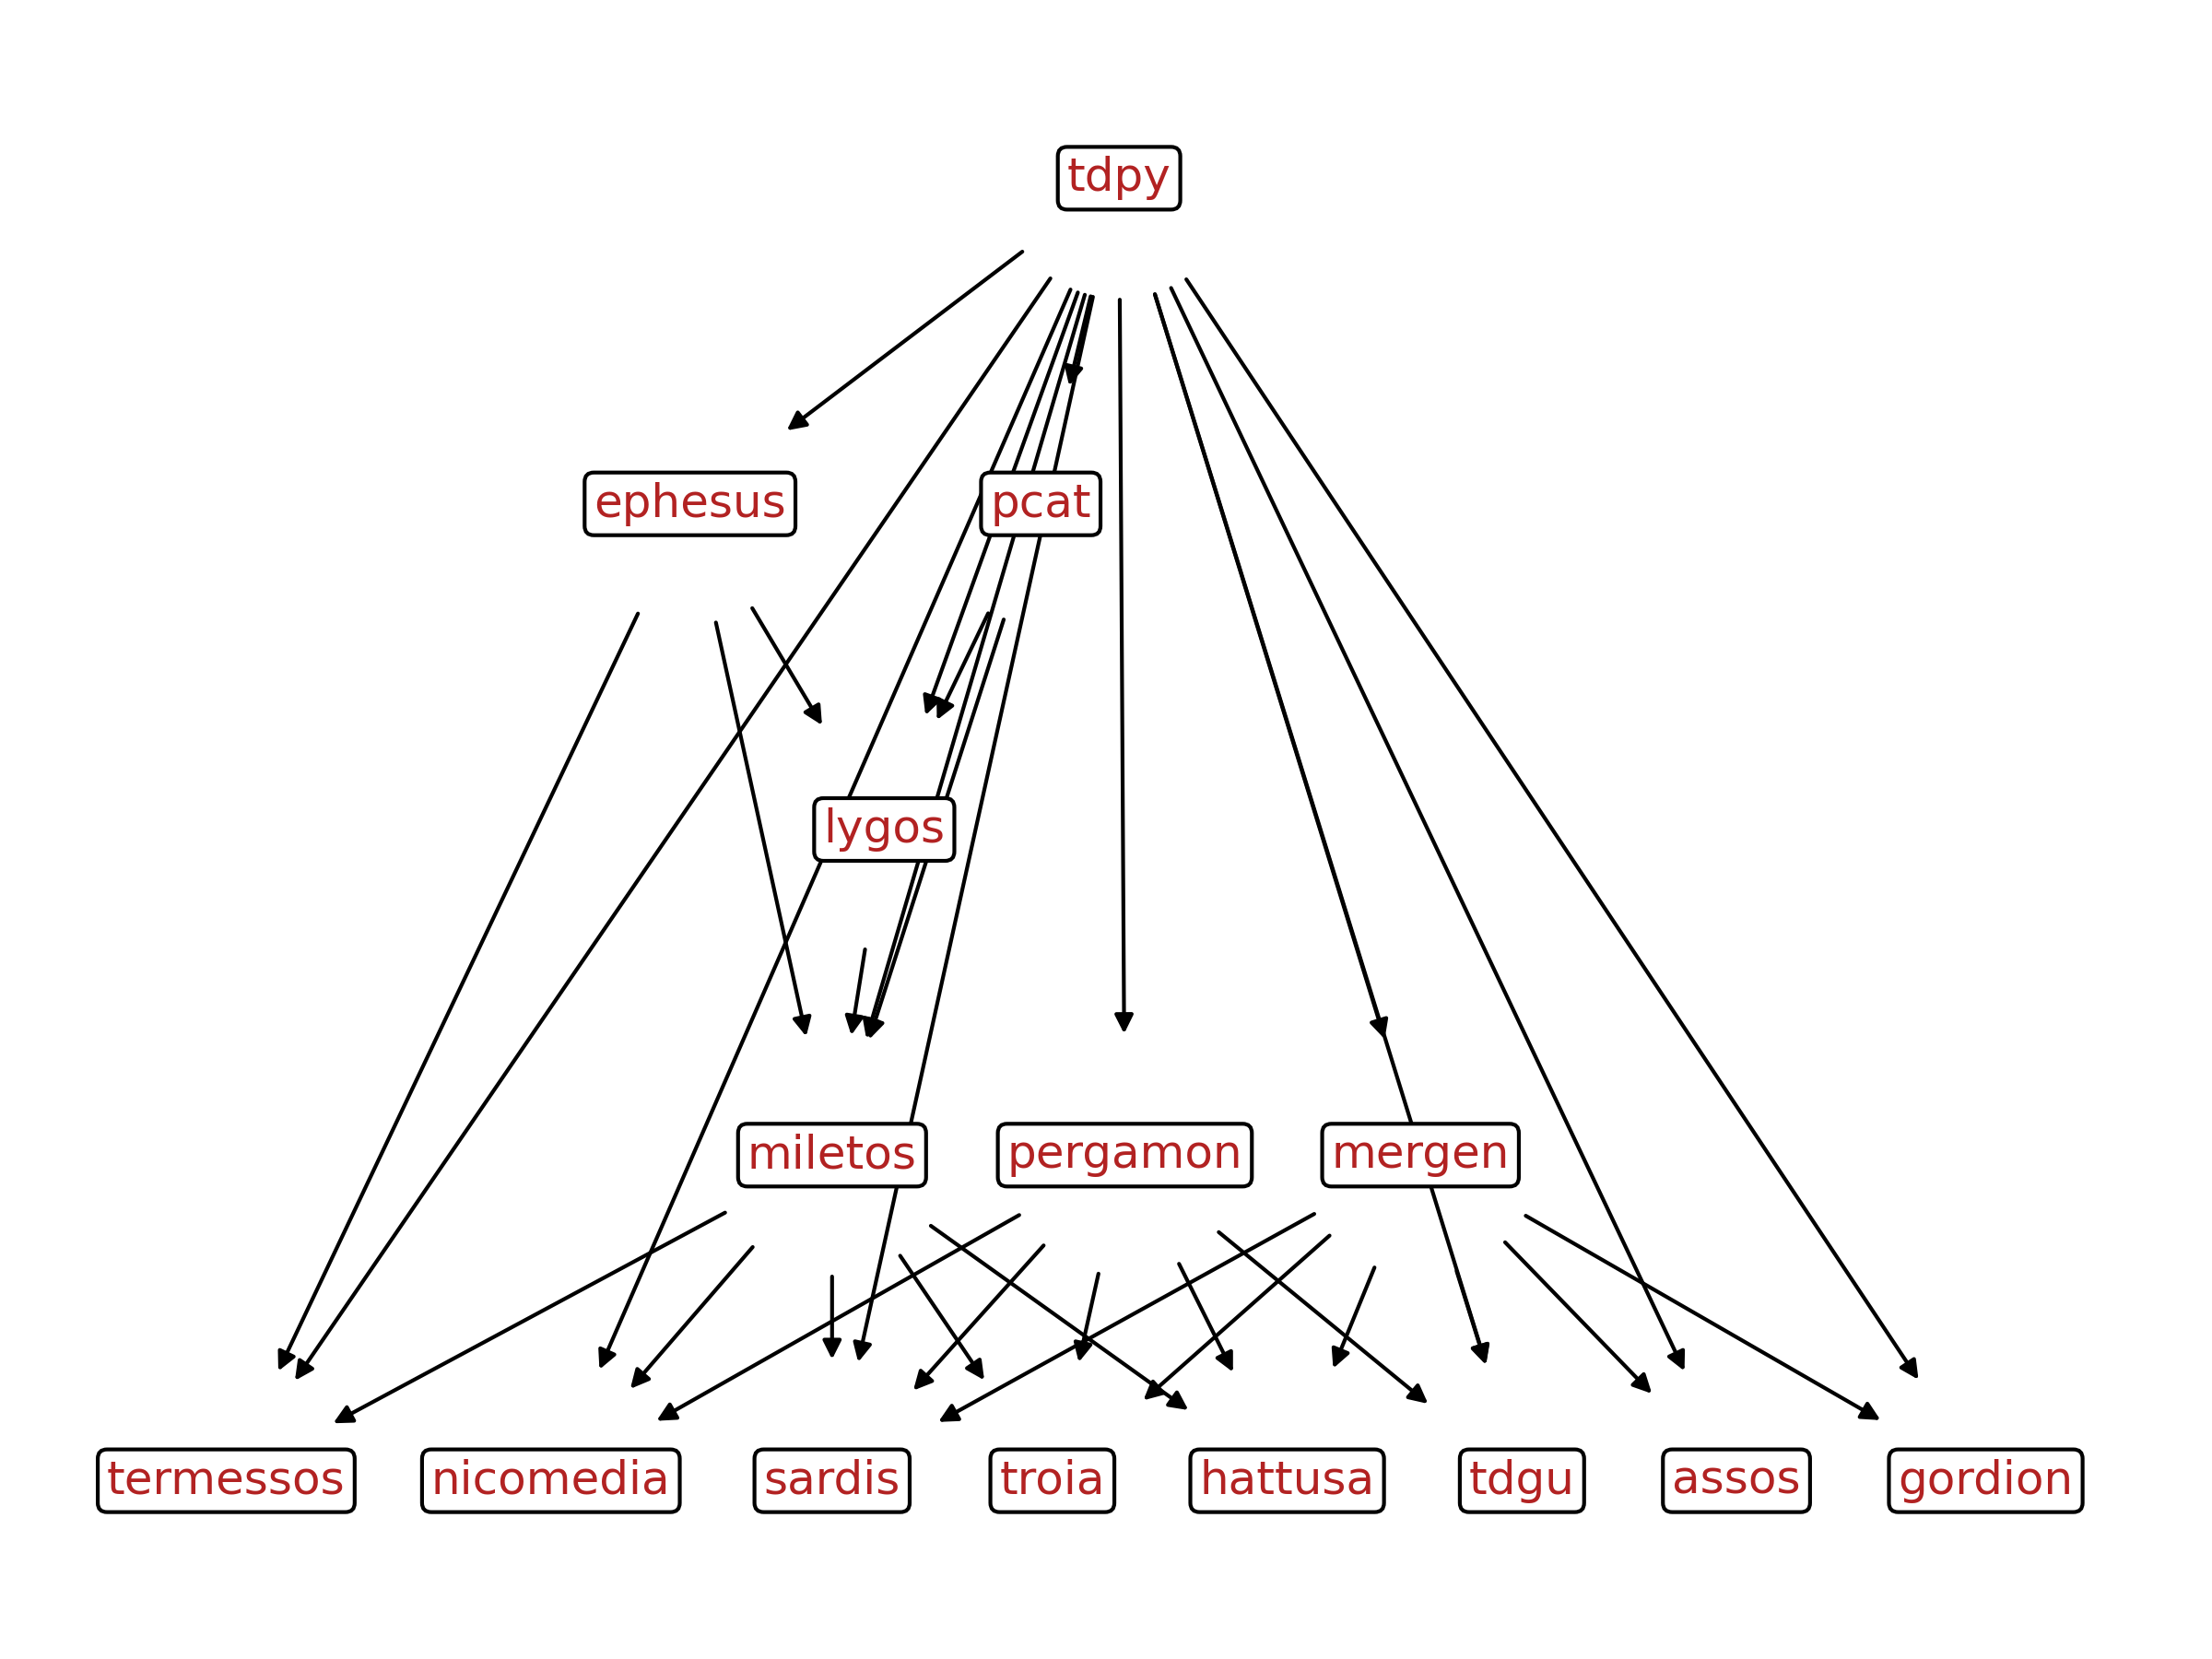 tdpy
ephesus
pcat
lygos
miletos
pergamon
mergen
termessos
nicomedia
sardis
troia
hattusa
tdgu
assos
gordion